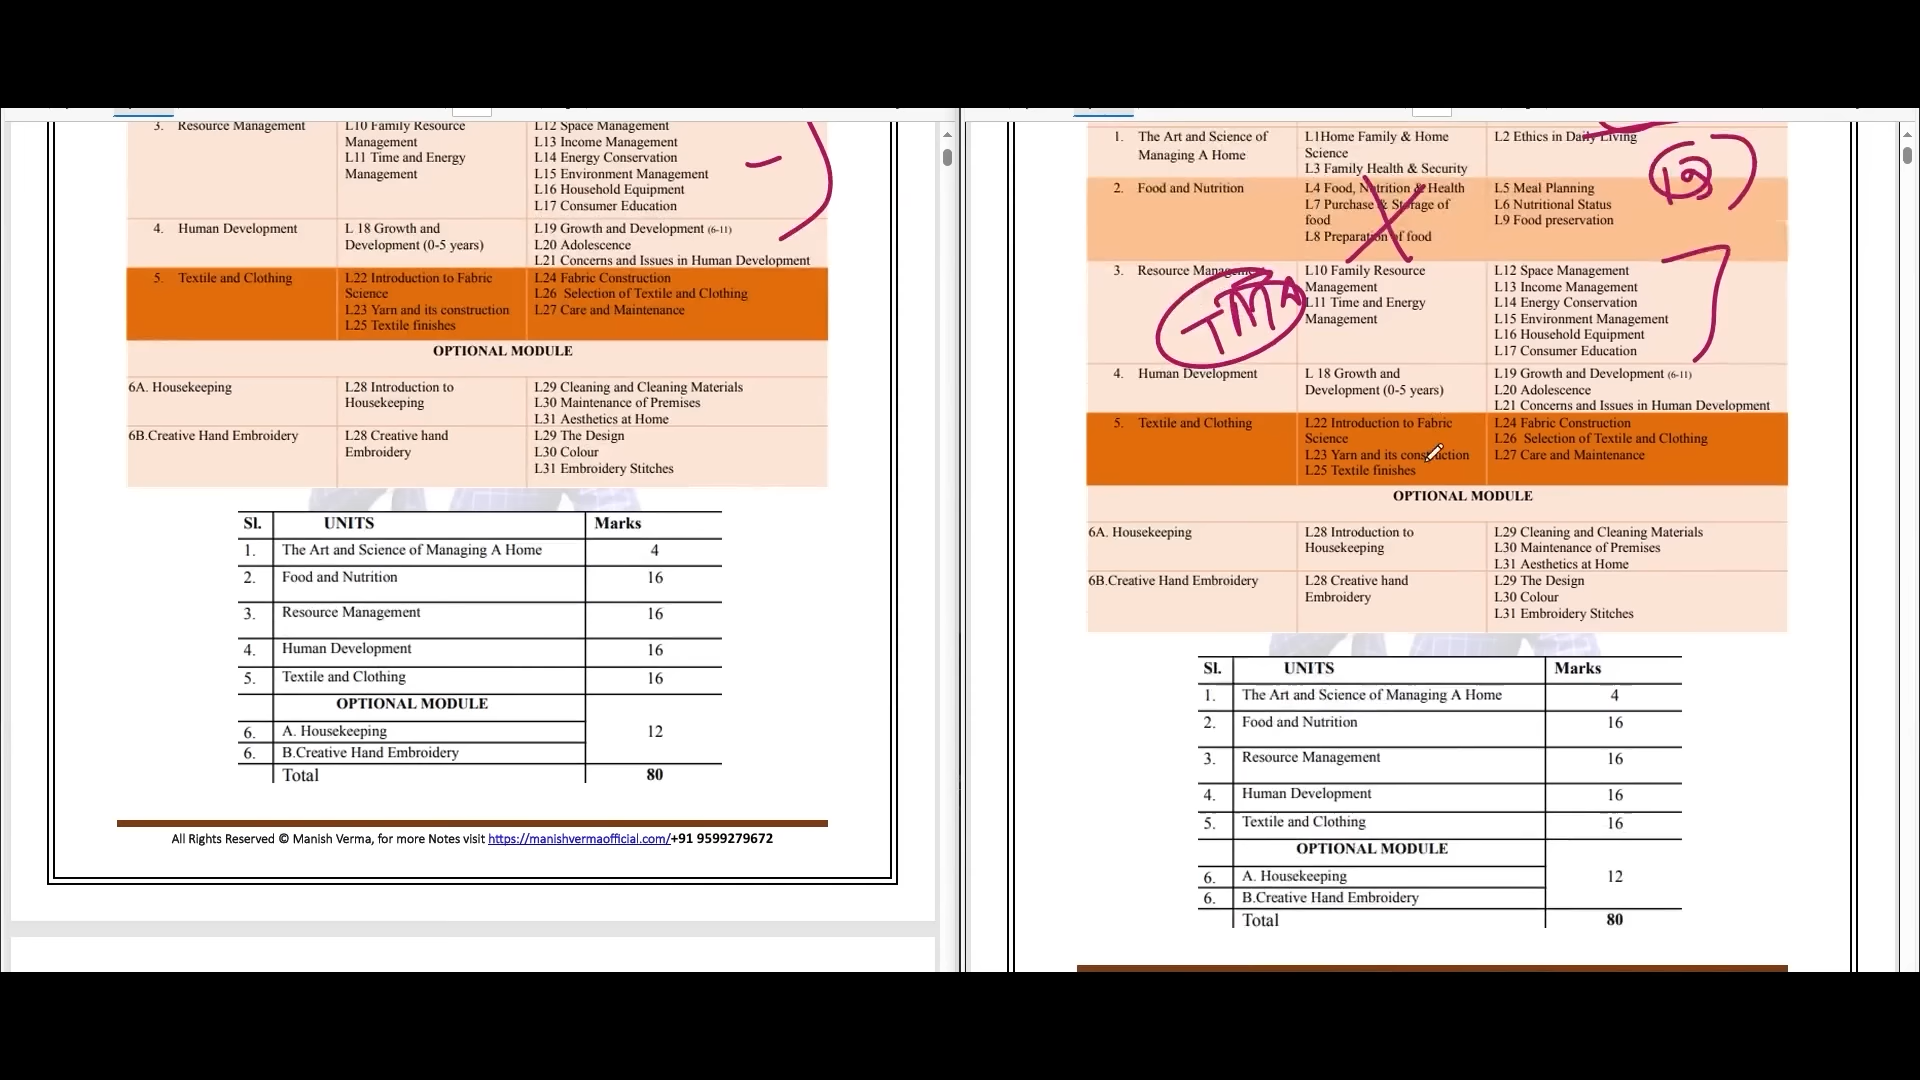 3. Resource Management
L10 Family Resource
Management
L11 Time and Energy
Management
L12 Space Management
L13 Income Management
L14 Energy Conservation
L15 Environment Management
L16 Household Equipment
L17 Consumer Education
4. Human Development
L 18 Growth and
Development (0-5 years)
L19 Growth and Development (6-11)
L20 Adolescence
L21 Concerns and Issues in Human Development
5. Textile and Clothing
L22 Introduction to Fabric
Science
L23 Yarn and its construction
L25 Textile finishes
L24 Fabric Construction
L26 Selection of Textile and Clothing
L27 Care and Maintenance
OPTIONAL MODULE
6A. Housekeeping
L28 Introduction to
Housekeeping
L29 Cleaning and Cleaning Materials
L30 Maintenance of Premises
L31 Aesthetics at Home
6B.Creative Hand Embroidery
L28 Creative hand
Embroidery
L29 The Design
L30 Colour
L31 Embroidery Stitches
Sl. UNITS Marks
1. The Art and Science of Managing A Home 4
2. Food and Nutrition 16
3. Resource Management 16
4. Human Development 16
5. Textile and Clothing 16
OPTIONAL MODULE
6. A. Housekeeping 12
6. B.Creative Hand Embroidery
Total 80
All Rights Reserved © Manish Verma, for more Notes visit https://manishvermaofficial.com/+91 9599279672
1. The Art and Science of
Managing A Home
L1Home Family & Home
Science
L3 Family Health & Security
L2 Ethics in Daily Living
2. Food and Nutrition
L4 Food, Nutrition & Health
L7 Purchase & Storage of
food
L8 Preparation of food
L5 Meal Planning
L6 Nutritional Status
L9 Food preservation
3. Resource Management
TMA
L10 Family Resource
Management
L11 Time and Energy
Management
L12 Space Management
L13 Income Management
L14 Energy Conservation
L15 Environment Management
L16 Household Equipment
L17 Consumer Education
4. Human Development
L 18 Growth and
Development (0-5 years)
L19 Growth and Development (6-11)
L20 Adolescence
L21 Concerns and Issues in Human Development
5. Textile and Clothing
L22 Introduction to Fabric
Science
L23 Yarn and its construction
L25 Textile finishes
L24 Fabric Construction
L26 Selection of Textile and Clothing
L27 Care and Maintenance
OPTIONAL MODULE
6A. Housekeeping
L28 Introduction to
Housekeeping
L29 Cleaning and Cleaning Materials
L30 Maintenance of Premises
L31 Aesthetics at Home
6B.Creative Hand Embroidery
L28 Creative hand
Embroidery
L29 The Design
L30 Colour
L31 Embroidery Stitches
Sl. UNITS Marks
1. The Art and Science of Managing A Home 4
2. Food and Nutrition 16
3. Resource Management 16
4. Human Development 16
5. Textile and Clothing 16
OPTIONAL MODULE
6. A. Housekeeping 12
6. B.Creative Hand Embroidery
Total 80